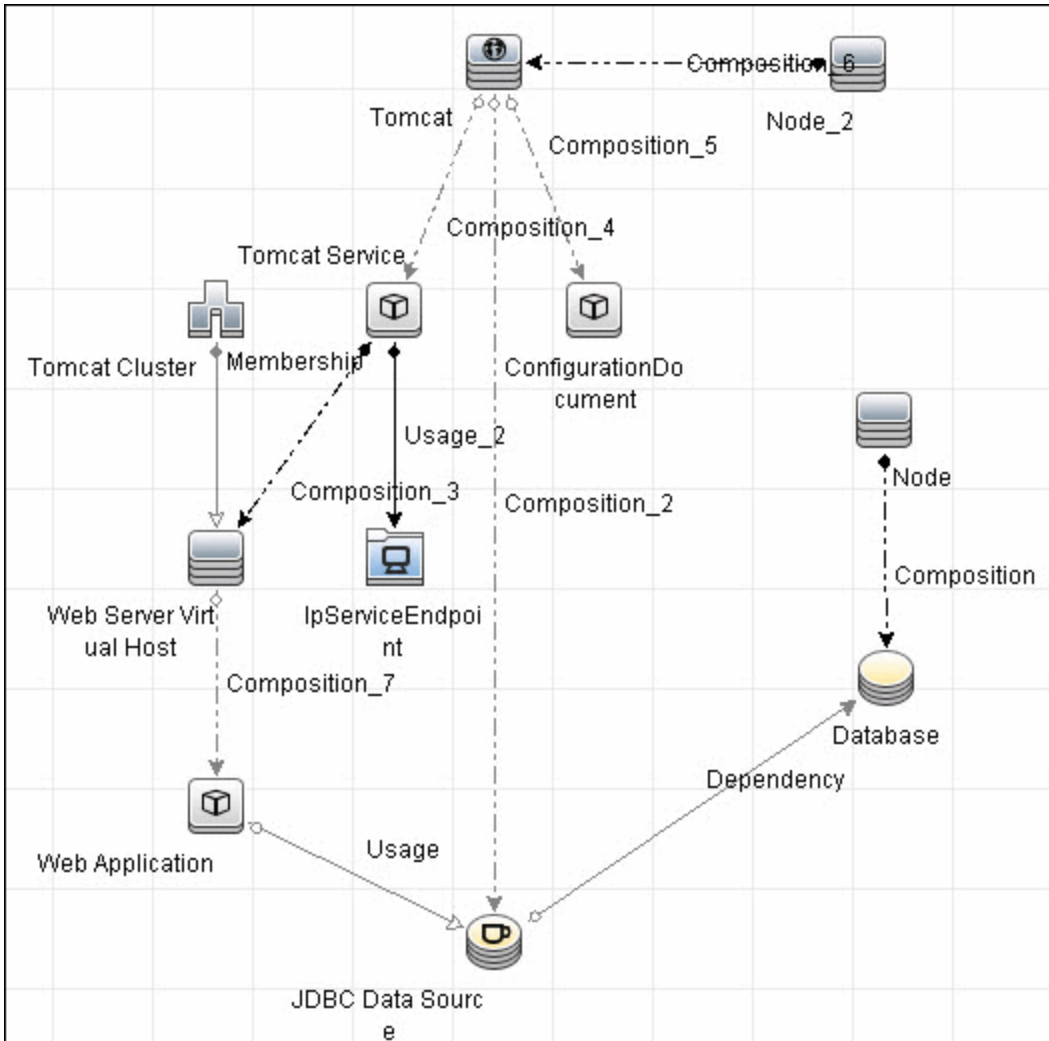 Composition_6
Tomcat
Node_2
Composition_5
Composition_4
Tomcat Service
Tomcat Cluster
Membership
ConfigurationDo
cument
Usage_2
Node
Composition_3
Composition_2
Composition
Web Server Virt
ual Host
IpServiceEndpoi
nt
Composition_7
Database
Dependency
Usage
Web Application
JDBC Data Sourc
e